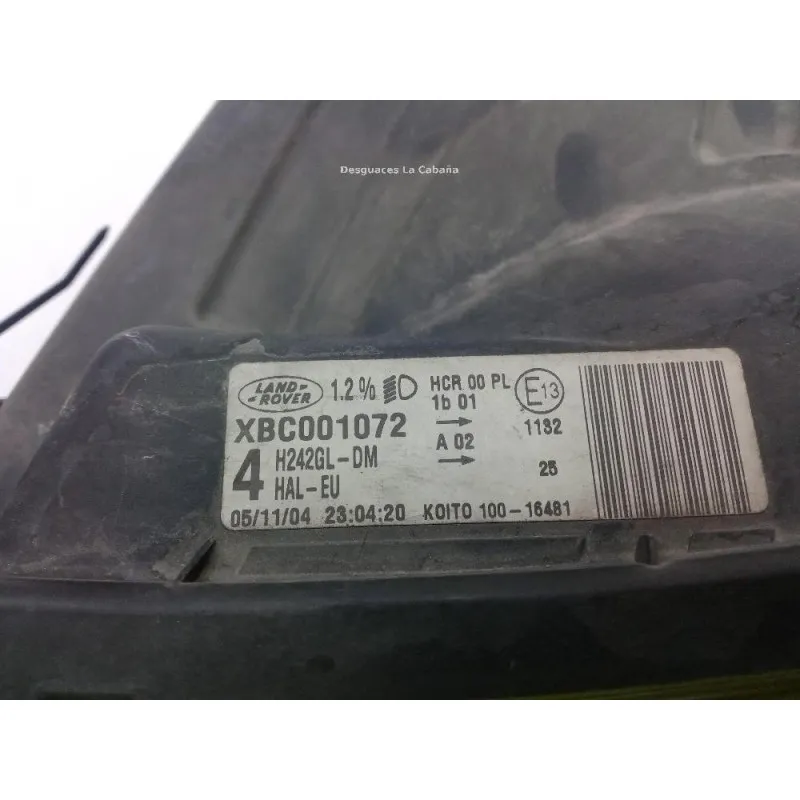 Desguaces La Cabaña
LAND-
-ROVER
1.2%
HCR 00 PL
1b 01
E13
XBC001072
→
1132
A 02
4
H242GL-DM
→
25
HAL-EU
05/11/04 23:04:20 KOITO 100-16481